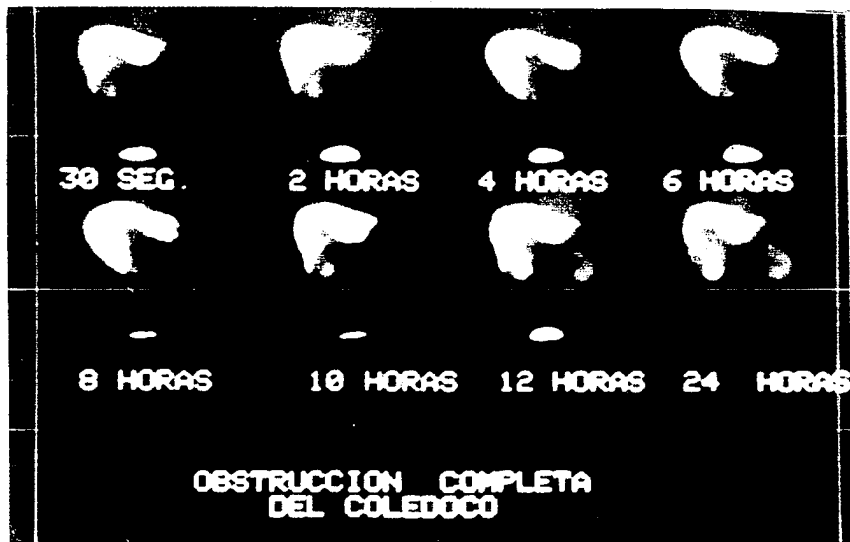 30 SEG. 2 HORAS 4 HORAS 6 HORAS
8 HORAS 10 HORAS 12 HORAS 24 HORAS
OBSTRUCCION COMPLETA
DEL COLEDOCO